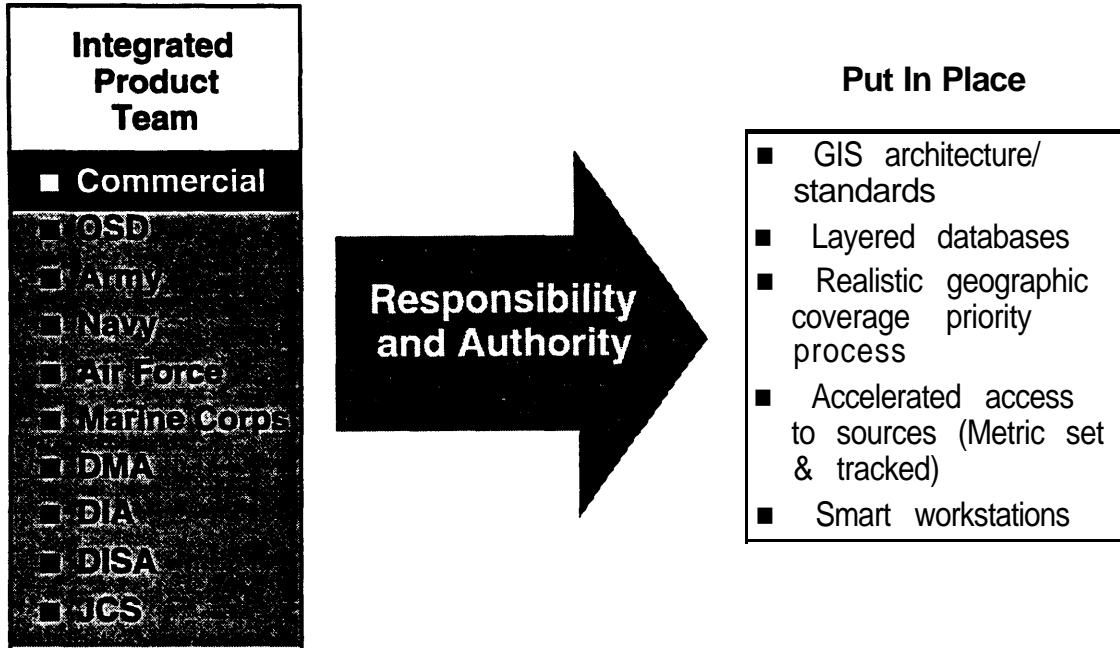 Integrated
Product
Team
■ Commercial
■ OSD
■ Army
■ Navy
■ Air Force
■ Marine Corps
■ DMA
■ DIA
■ DISA
■ JCS
Responsibility
and Authority
Put In Place
■ GIS architecture/
standards
■ Layered databases
■ Realistic geographic
coverage priority
process
■ Accelerated access
to sources (Metric set
& tracked)
■ Smart workstations